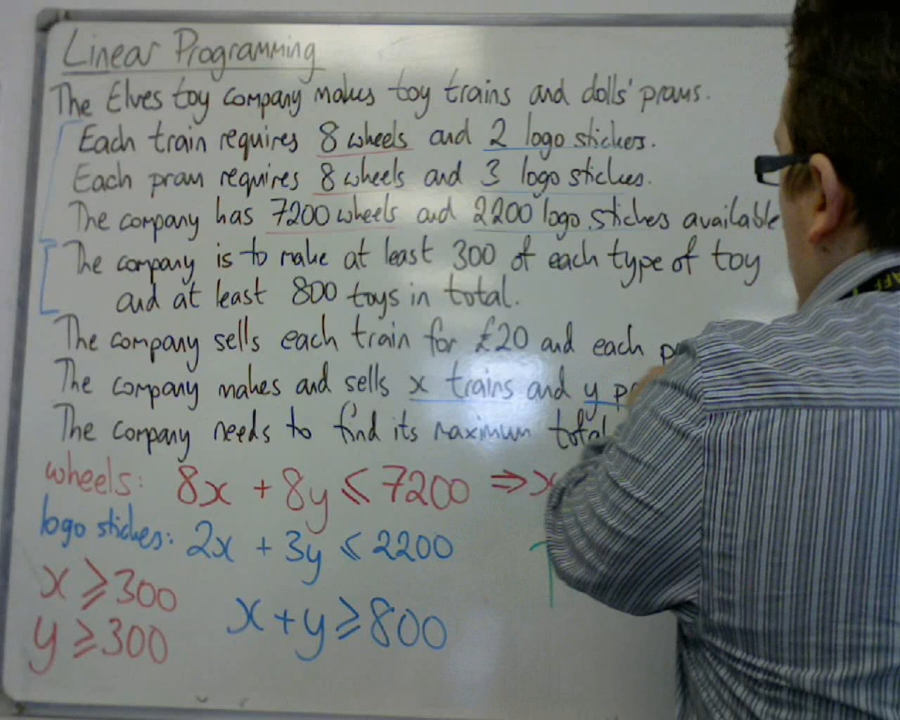 Linear Programming
The Elves toy company makes toy trains and dolls' prams.
Each train requires 8 wheels and 2 logo stickers.
Each pram requires 8 wheels and 3 logo stickers.
The company has 7200 wheels and 2200 logo stickers available
The company is to make at least 300 of each type of toy
and at least 800 toys in total.
The company sells each train for £20 and each
The company makes and sells x trains and y
The company needs to find its maximum total
wheels: 8x + 8y ⩽ 7200 ⇒ x
logo stickers: 2x + 3y ⩽ 2200
x ⩾ 300
x + y ⩾ 800
y ⩾ 300